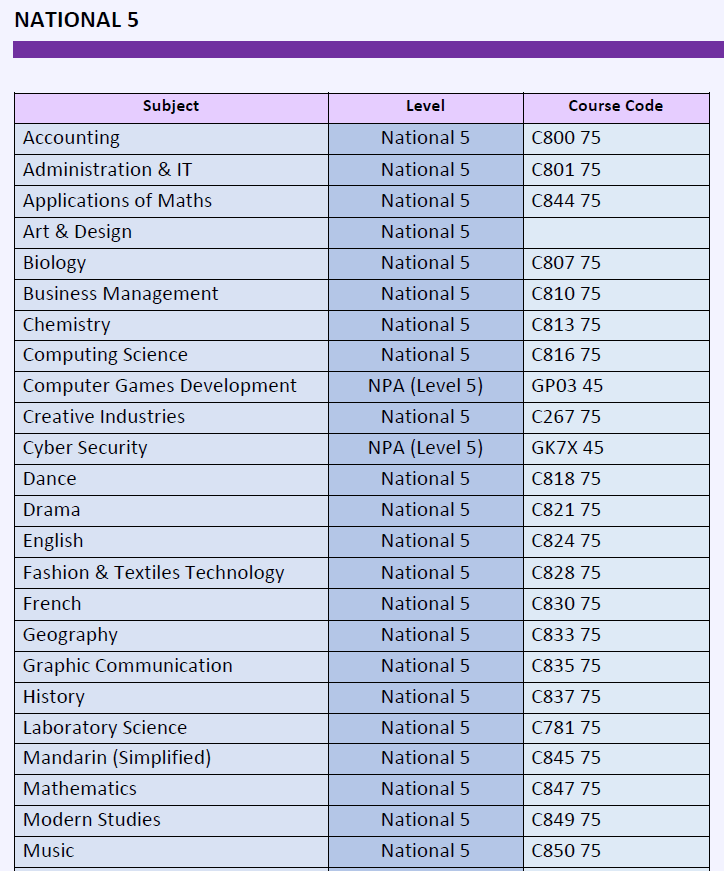 NATIONAL 5
Subject Level Course Code
Accounting National 5 C800 75
Administration & IT National 5 C801 75
Applications of Maths National 5 C844 75
Art & Design National 5
Biology National 5 C807 75
Business Management National 5 C810 75
Chemistry National 5 C813 75
Computing Science National 5 C816 75
Computer Games Development NPA (Level 5) GP03 45
Creative Industries National 5 C267 75
Cyber Security NPA (Level 5) GK7X 45
Dance National 5 C818 75
Drama National 5 C821 75
English National 5 C824 75
Fashion & Textiles Technology National 5 C828 75
French National 5 C830 75
Geography National 5 C833 75
Graphic Communication National 5 C835 75
History National 5 C837 75
Laboratory Science National 5 C781 75
Mandarin (Simplified) National 5 C845 75
Mathematics National 5 C847 75
Modern Studies National 5 C849 75
Music National 5 C850 75